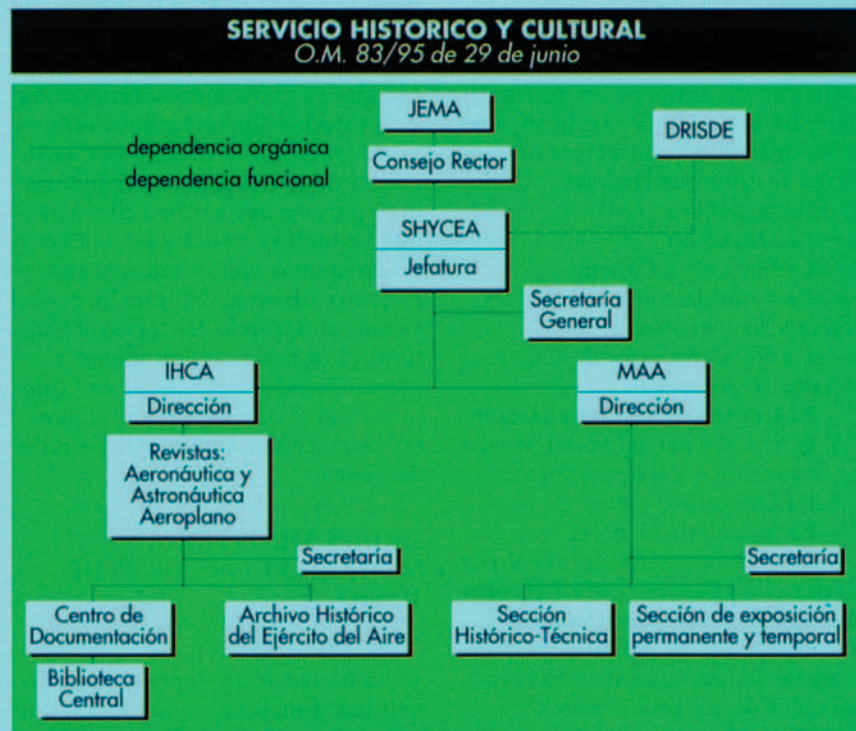 SERVICIO HISTORICO Y CULTURAL
O.M. 83/95 de 29 de junio
JEMA
DRISDE
dependencia orgánica
dependencia funcional
Consejo Rector
SHYCEA
Jefatura
Secretaría
General
IHCA
Dirección
MAA
Dirección
Revistas:
Aeronáutica y
Astronáutica
Aeroplano
Secretaría
Secretaría
Centro de
Documentación
Archivo Histórico
del Ejército del Aire
Sección
Histórico-Técnica
Sección de exposición
permanente y temporal
Biblioteca
Central